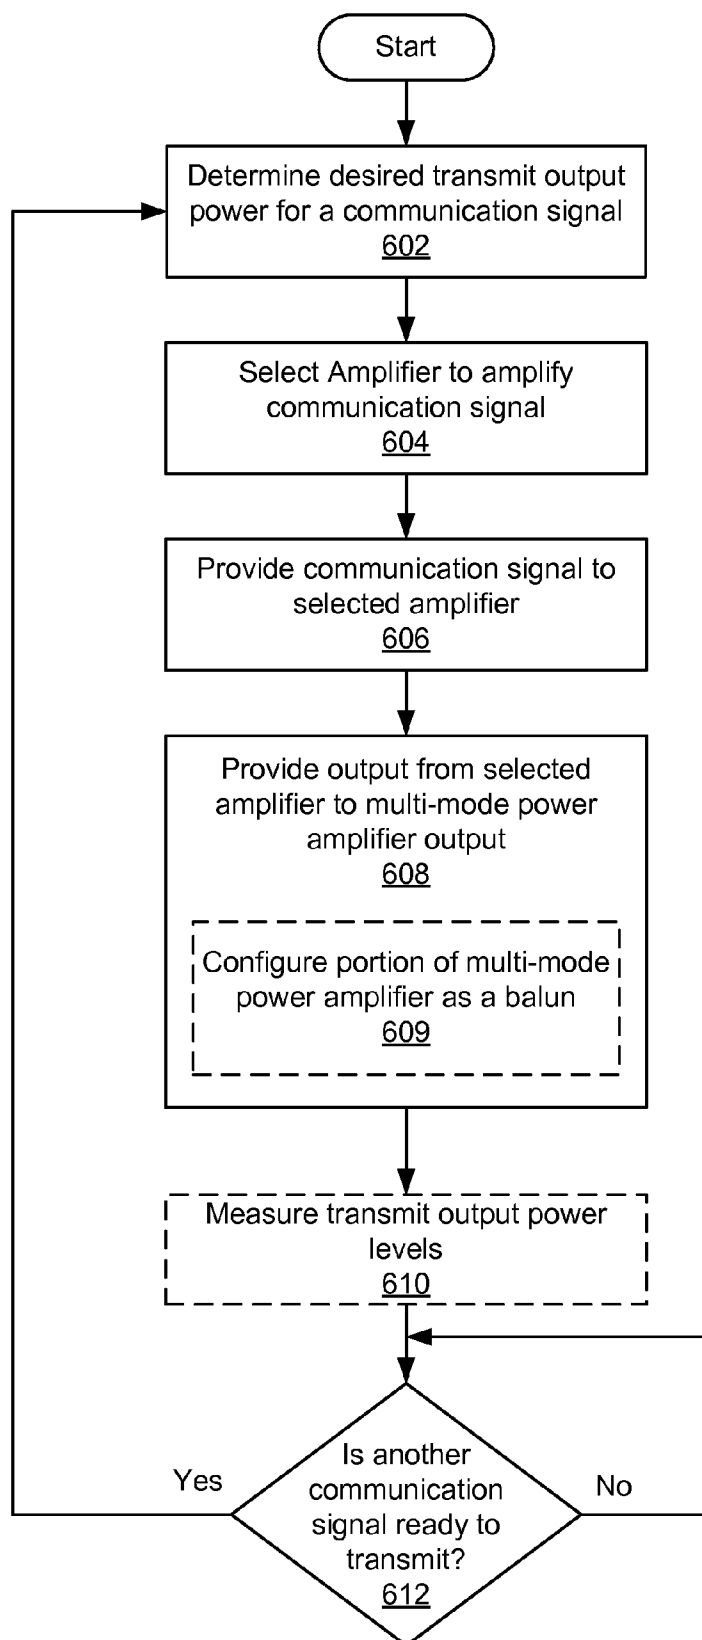 Start
Determine desired transmit output
power for a communication signal
602
Select Amplifier to amplify
communication signal
604
Provide communication signal to
selected amplifier
606
Provide output from selected
amplifier to multi-mode power
amplifier output
608
Configure portion of multi-mode
power amplifier as a balun
609
Measure transmit output power
levels
610
Is another
communication
signal ready to
transmit?
612
Yes
No